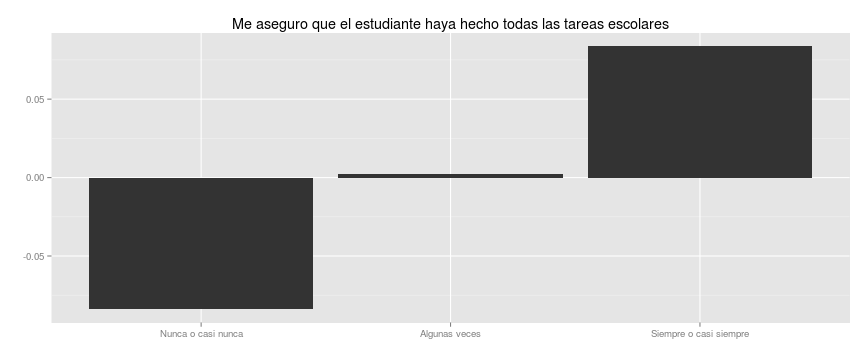 Me aseguro que el estudiante haya hecho todas las tareas escolares
0.05
0.00
-0.05
Nunca o casi nunca
Algunas veces
Siempre o casi siempre